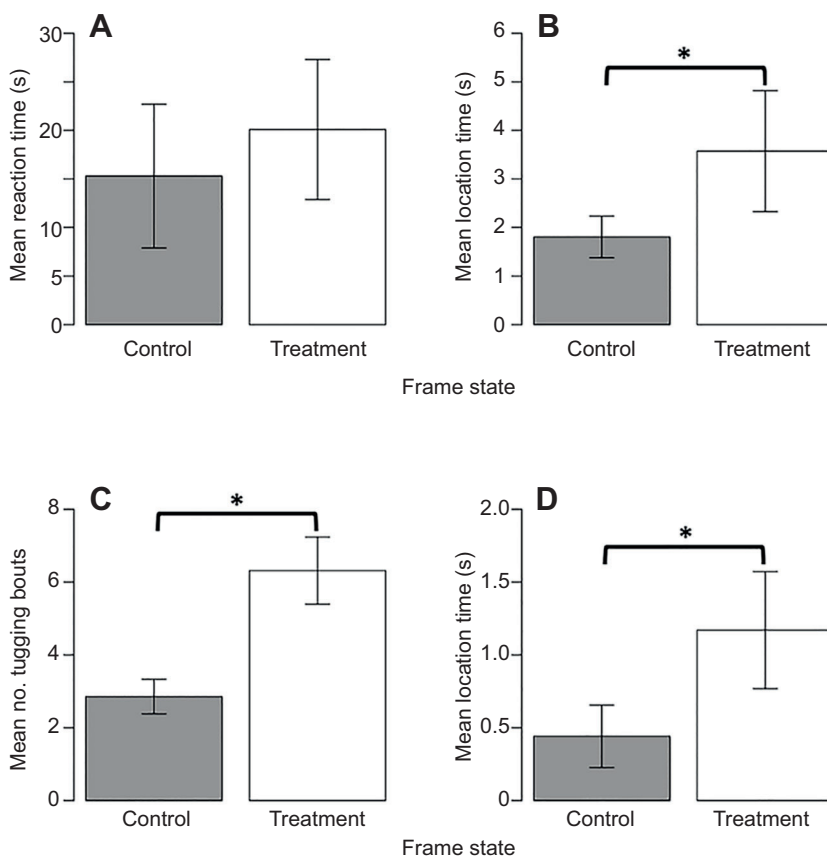 A
Mean reaction time (s)
30
20
10
5
0
Control
Treatment
B
*
Mean location time (s)
6
5
4
3
2
1
0
Control
Treatment
Frame state
C
*
Mean no. tugging bouts
8
6
4
2
0
Control
Treatment
D
*
Mean location time (s)
2.0
1.5
1.0
0.5
0
Control
Treatment
Frame state